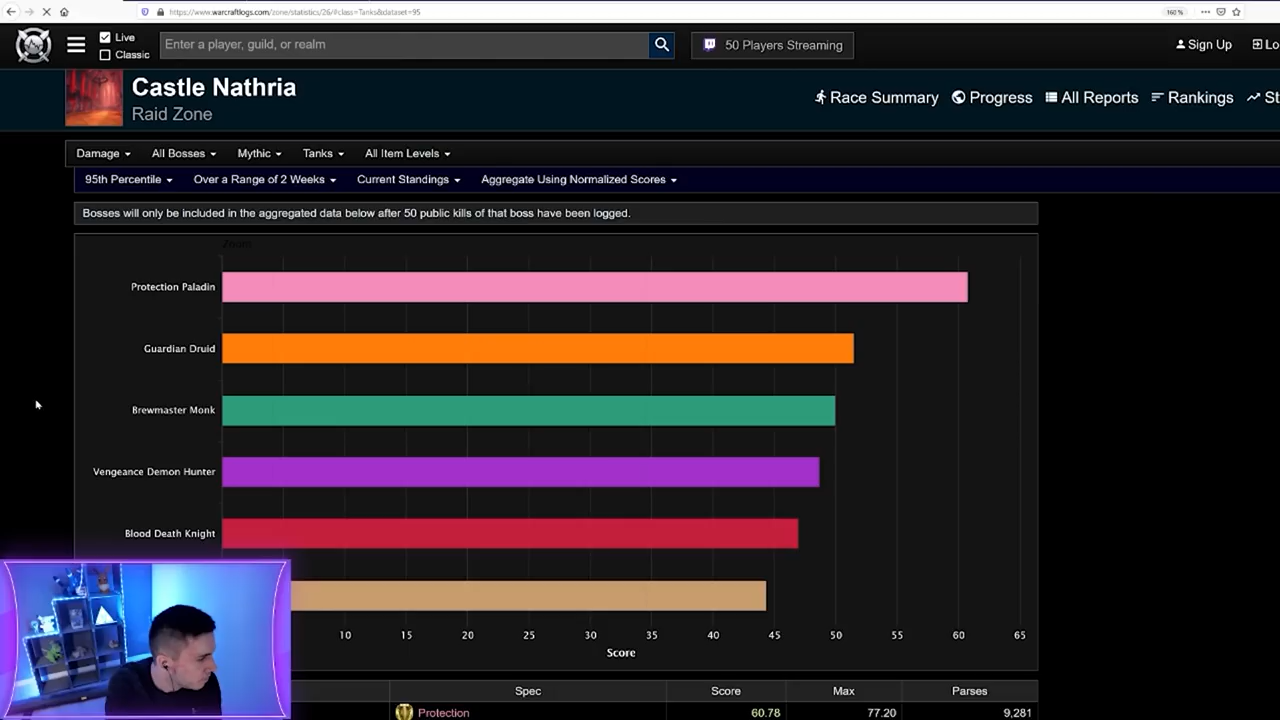 https://www.warcraftlogs.com/zone/statistics/26/#class=Tanks&dataset=95
160 %
Live
Classic
Enter a player, guild, or realm
50 Players Streaming
Sign Up
Lo
Castle Nathria
Raid Zone
Race Summary
Progress
All Reports
Rankings
St
Damage
All Bosses
Mythic
Tanks
All Item Levels
95th Percentile
Over a Range of 2 Weeks
Current Standings
Aggregate Using Normalized Scores
Bosses will only be included in the aggregated data below after 50 public kills of that boss have been logged.
Zoom
Protection Paladin
Guardian Druid
Brewmaster Monk
Vengeance Demon Hunter
Blood Death Knight
10 15 20 25 30 35 40 45 50 55 60 65
Score
Spec Score Max Parses
Protection 60.78 77.20 9,281